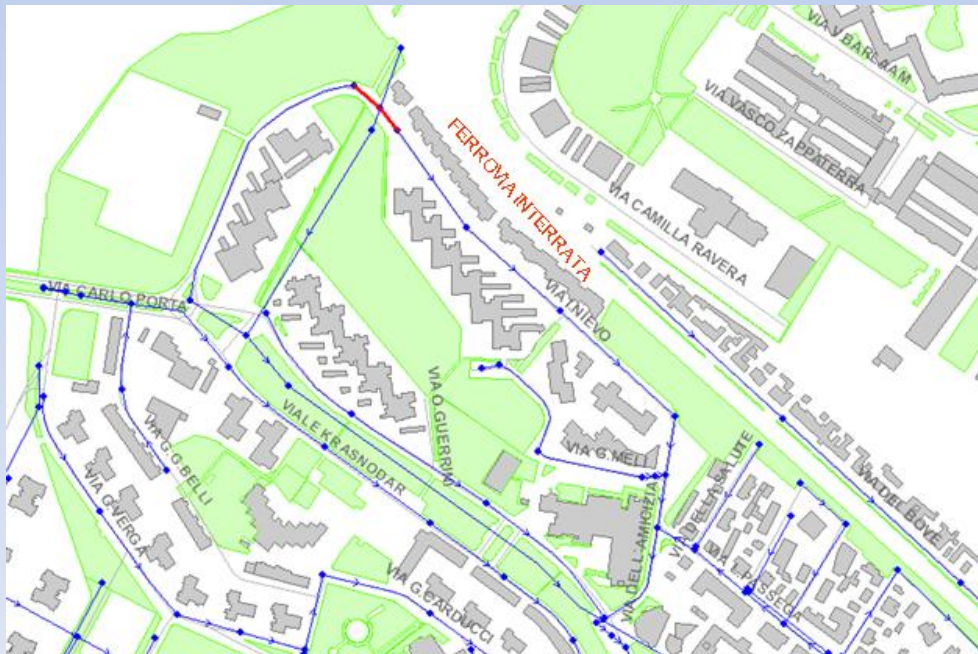 VIA V BARLAAM
VIA VASCO ZAPPATERRA
FERROVIA INTERRATA
VIA CAMILLA RAVERA
VIA CARLO PORTA
VIA I.NIEVO
VIA O.GUERRINI
VIALE KRASNODAR
VIA G.G.BELLI
VIA G.MELI
VIA DELLA SALUTE
VIA G.VERGA
VIA DEL BOVE
VIA DELL'AMICIZIA
VIA G.CARDUCCI